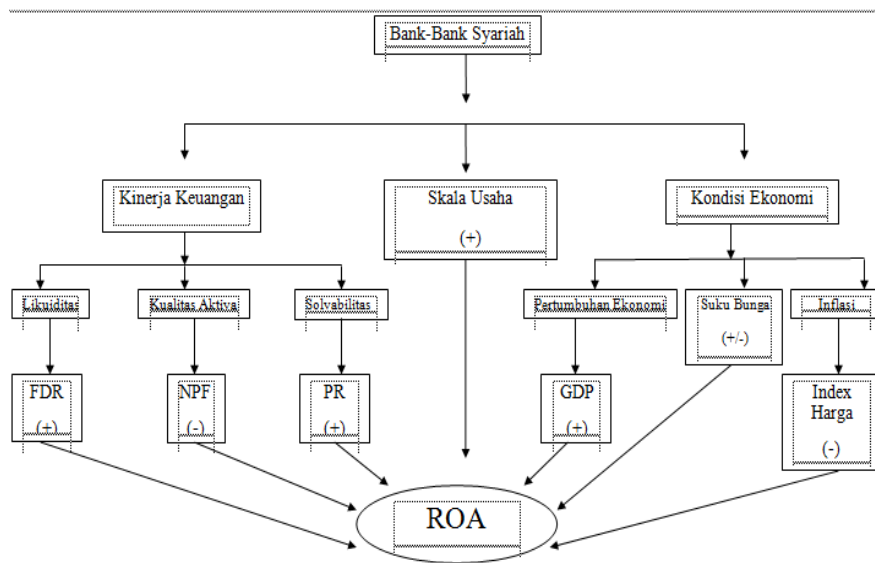 Bank-Bank Syariah
Kinerja Keuangan
Skala Usaha
(+)
Kondisi Ekonomi
Likuiditas
Kualitas Aktiva
Solvabilitas
Pertumbuhan Ekonomi
Suku Bunga
(+/-)
Inflasi
FDR
(+)
NPF
(-)
PR
(+)
GDP
(+)
Index
Harga
(-)
ROA